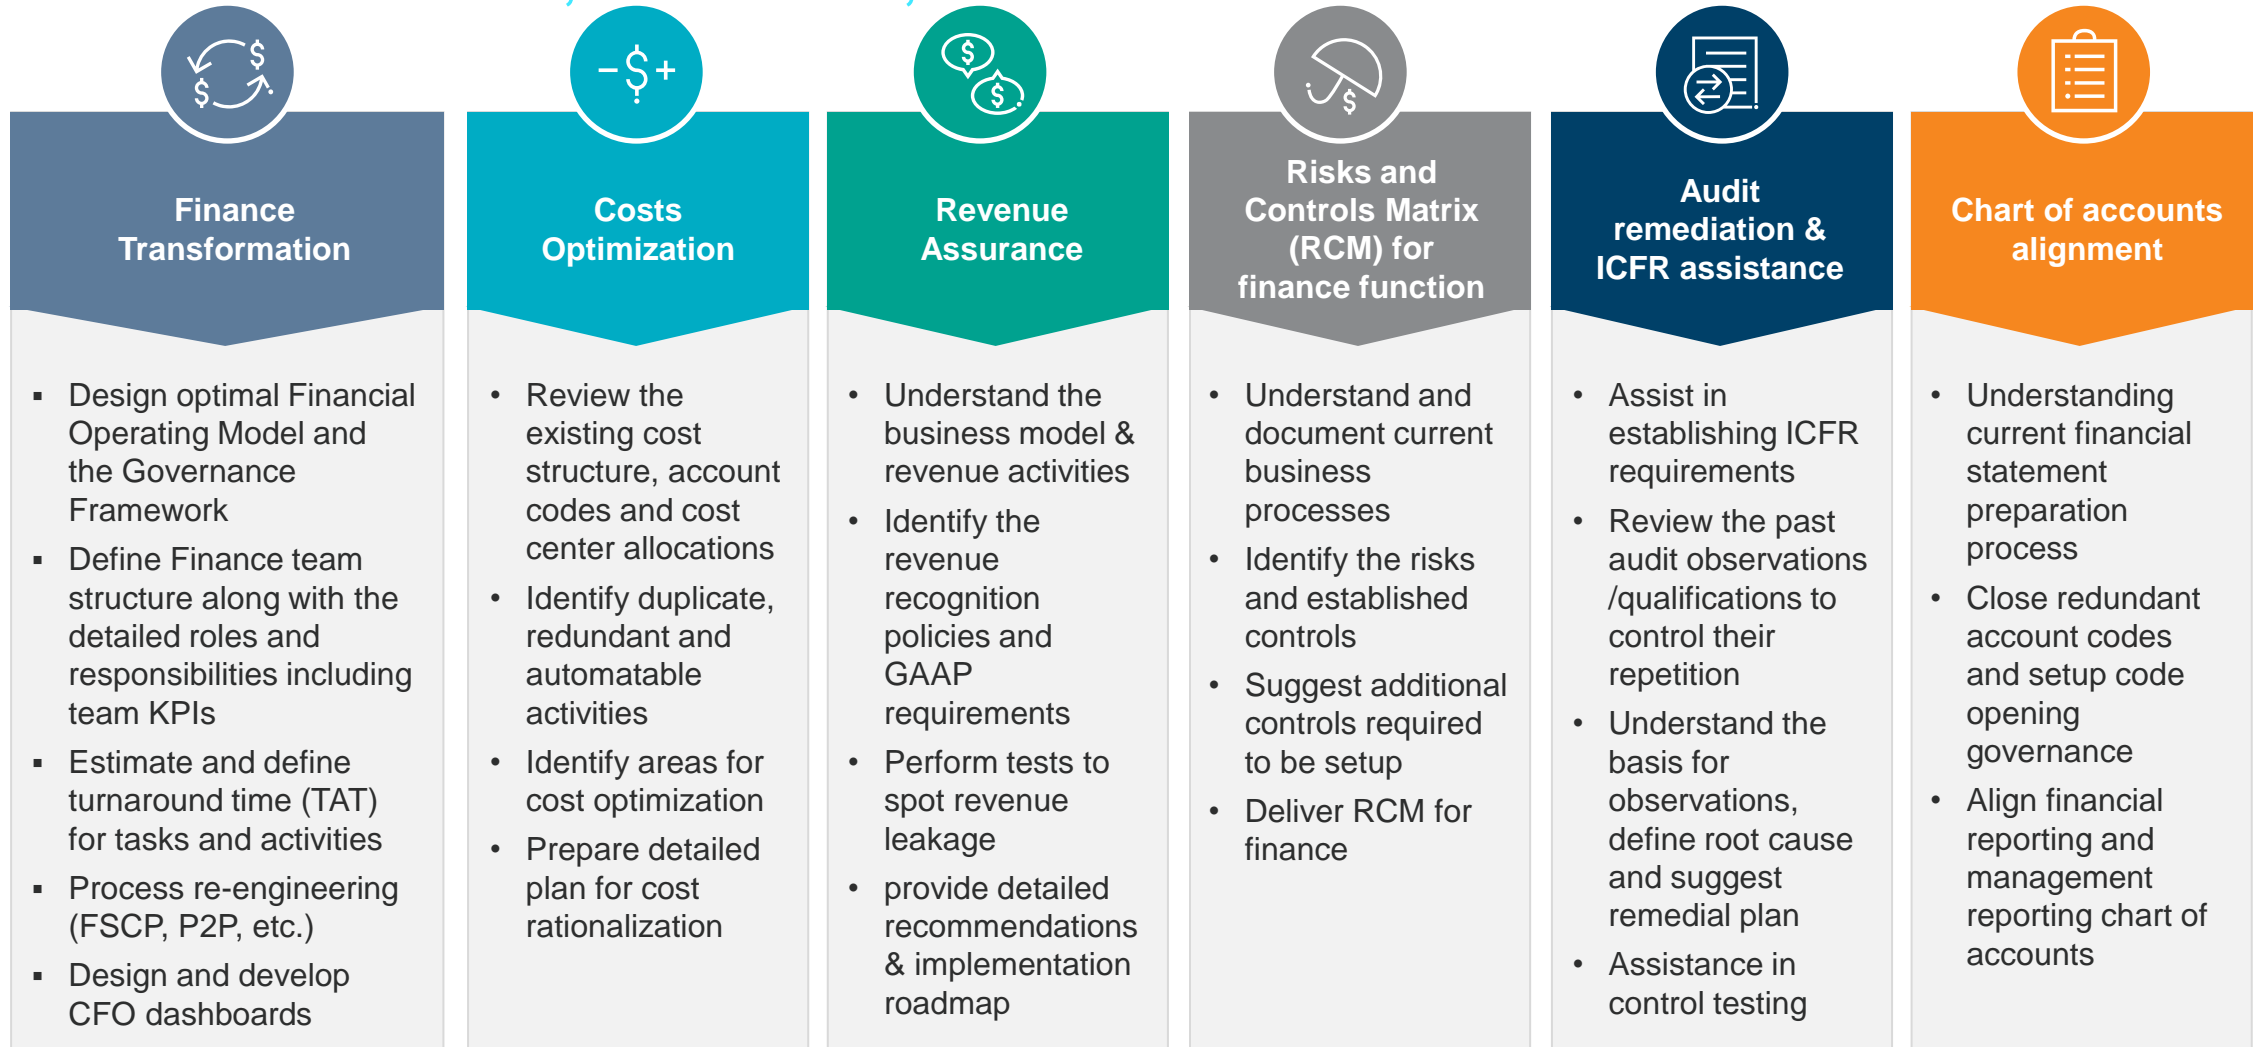 Finance
Transformation
▪ Design optimal Financial
Operating Model and
the Governance
Framework
▪ Define Finance team
structure along with the
detailed roles and
responsibilities including
team KPIs
▪ Estimate and define
turnaround time (TAT)
for tasks and activities
▪ Process re-engineering
(FSCP, P2P, etc.)
▪ Design and develop
CFO dashboards
Costs
Optimization
• Review the
existing cost
structure, account
codes and cost
center allocations
• Identify duplicate,
redundant and
automatable
activities
• Identify areas for
cost optimization
• Prepare detailed
plan for cost
rationalization
Revenue
Assurance
• Understand the
business model &
revenue activities
• Identify the
revenue
recognition
policies and
GAAP
requirements
• Perform tests to
spot revenue
leakage
• provide detailed
recommendations
& implementation
roadmap
Risks and
Controls Matrix
(RCM) for
finance function
• Understand and
document current
business
processes
• Identify the risks
and established
controls
• Suggest additional
controls required
to be setup
• Deliver RCM for
finance
Audit
remediation &
ICFR assistance
• Assist in
establishing ICFR
requirements
• Review the past
audit observations
/qualifications to
control their
repetition
• Understand the
basis for
observations,
define root cause
and suggest
remedial plan
• Assistance in
control testing
Chart of accounts
alignment
• Understanding
current financial
statement
preparation
process
• Close redundant
account codes
and setup code
opening
governance
• Align financial
reporting and
management
reporting chart of
accounts